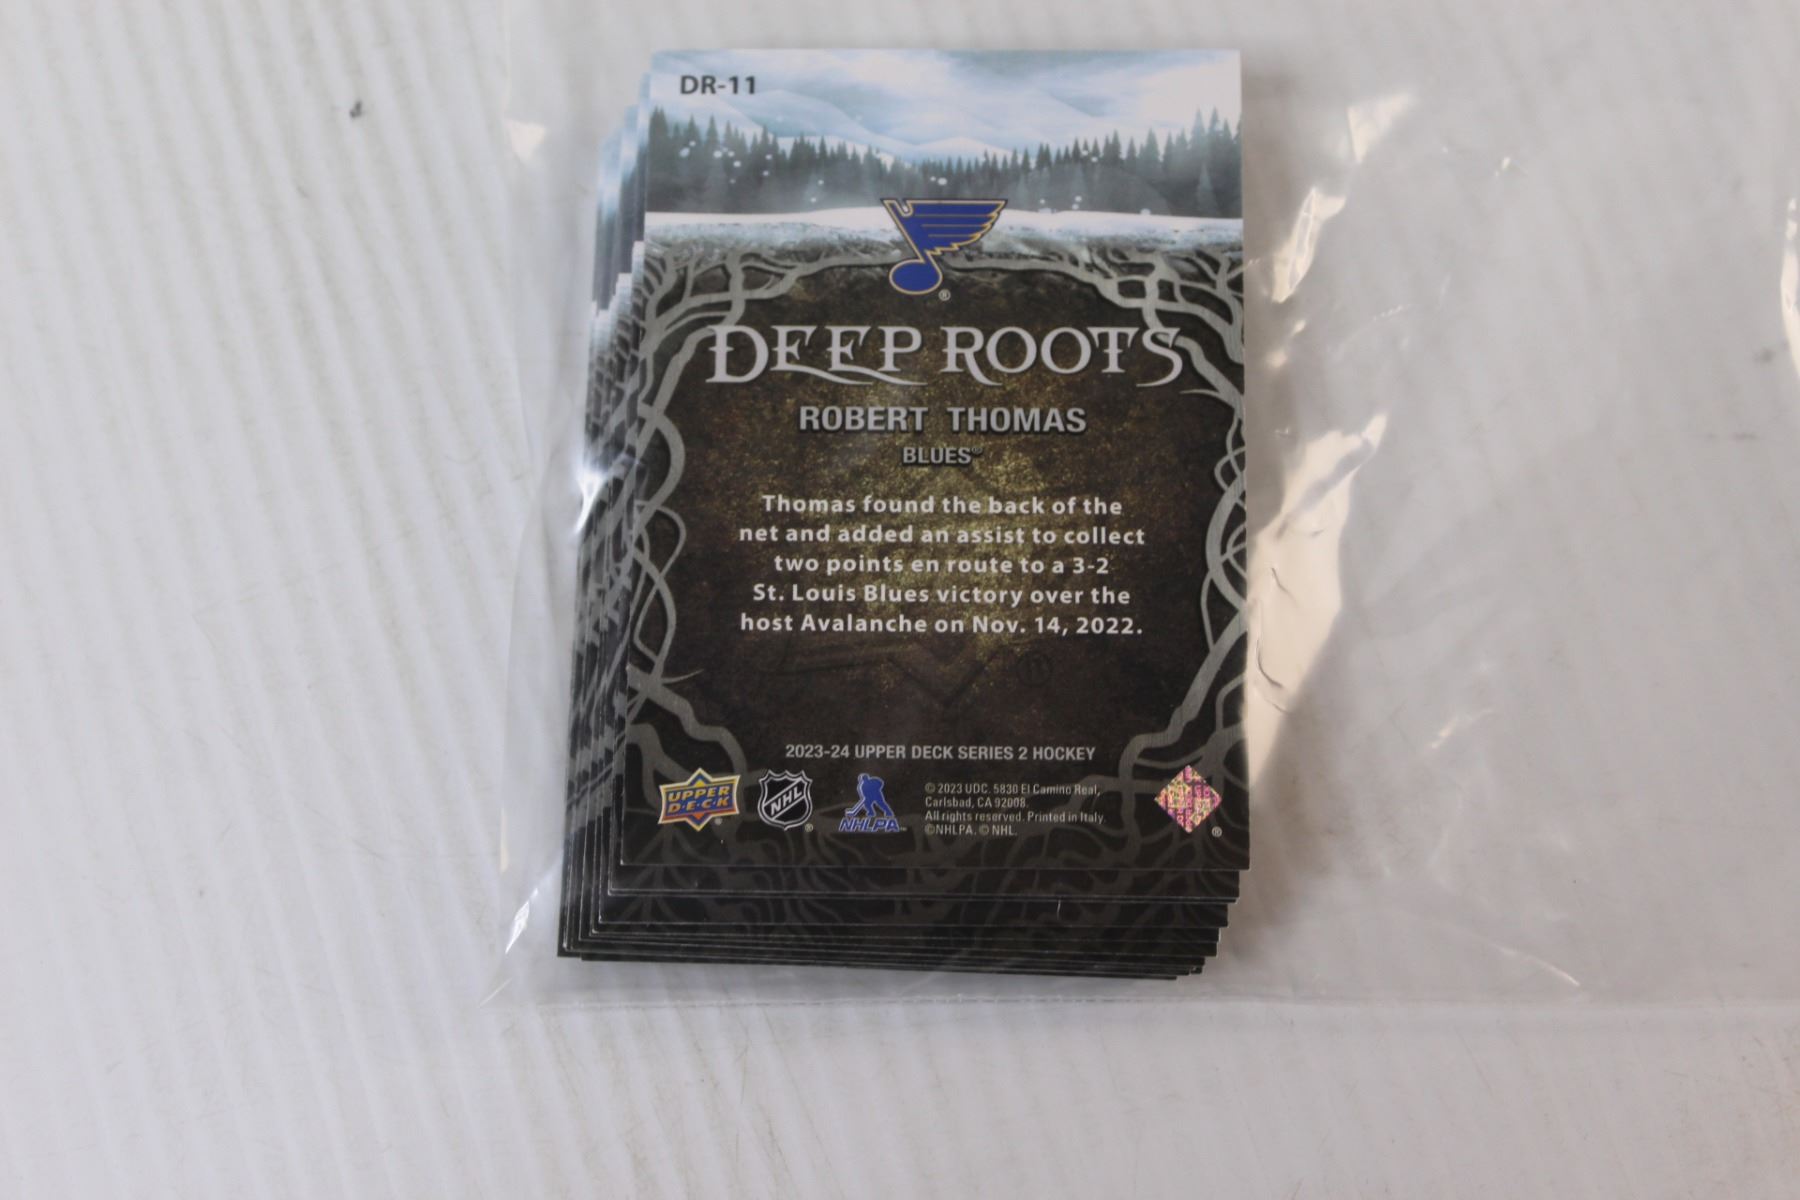 DR-11
DEEP ROOTS
ROBERT THOMAS
BLUES®
Thomas found the back of the
net and added an assist to collect
two points en route to a 3-2
St. Louis Blues victory over the
host Avalanche on Nov. 14, 2022.
2023-24 UPPER DECK SERIES 2 HOCKEY
UPPER
D·E·C·K
NHL
NHLPA
© 2023 UDC. 5830 El Camino Real,
Carlsbad, CA 92008.
All rights reserved. Printed in Italy.
©NHLPA. © NHL.